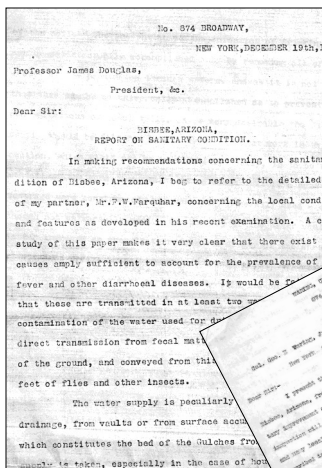 No. 874 BROADWAY,
NEW YORK, DECEMBER 19th,
Professor James Douglas,
President, &c.
Dear Sir:
BISBEE, ARIZONA,
REPORT ON SANITARY CONDITION.
In making recommendations concerning the sanita
dition of Bisbee, Arizona, I beg to refer to the detailed
of my partner, Mr. F.W.Farquhar, concerning the local cond
and features as developed in his recent examination. A c
study of this paper makes it very clear that there exist
causes amply sufficient to account for the prevalence of
fever and other diarrhoeal diseases. It would be
that these are transmitted in at least two
contamination of the water used for
direct transmission from fecal matt
of the ground, and conveyed from thi
feet of flies and other insects.
The water supply is peculiarly
drainage, from vaults or from surface accu
which constitutes the bed of the Gulches fro
supply is taken, especially in the case of hou
New York
Dear Sir-
I present
Bisbee, Arizona,